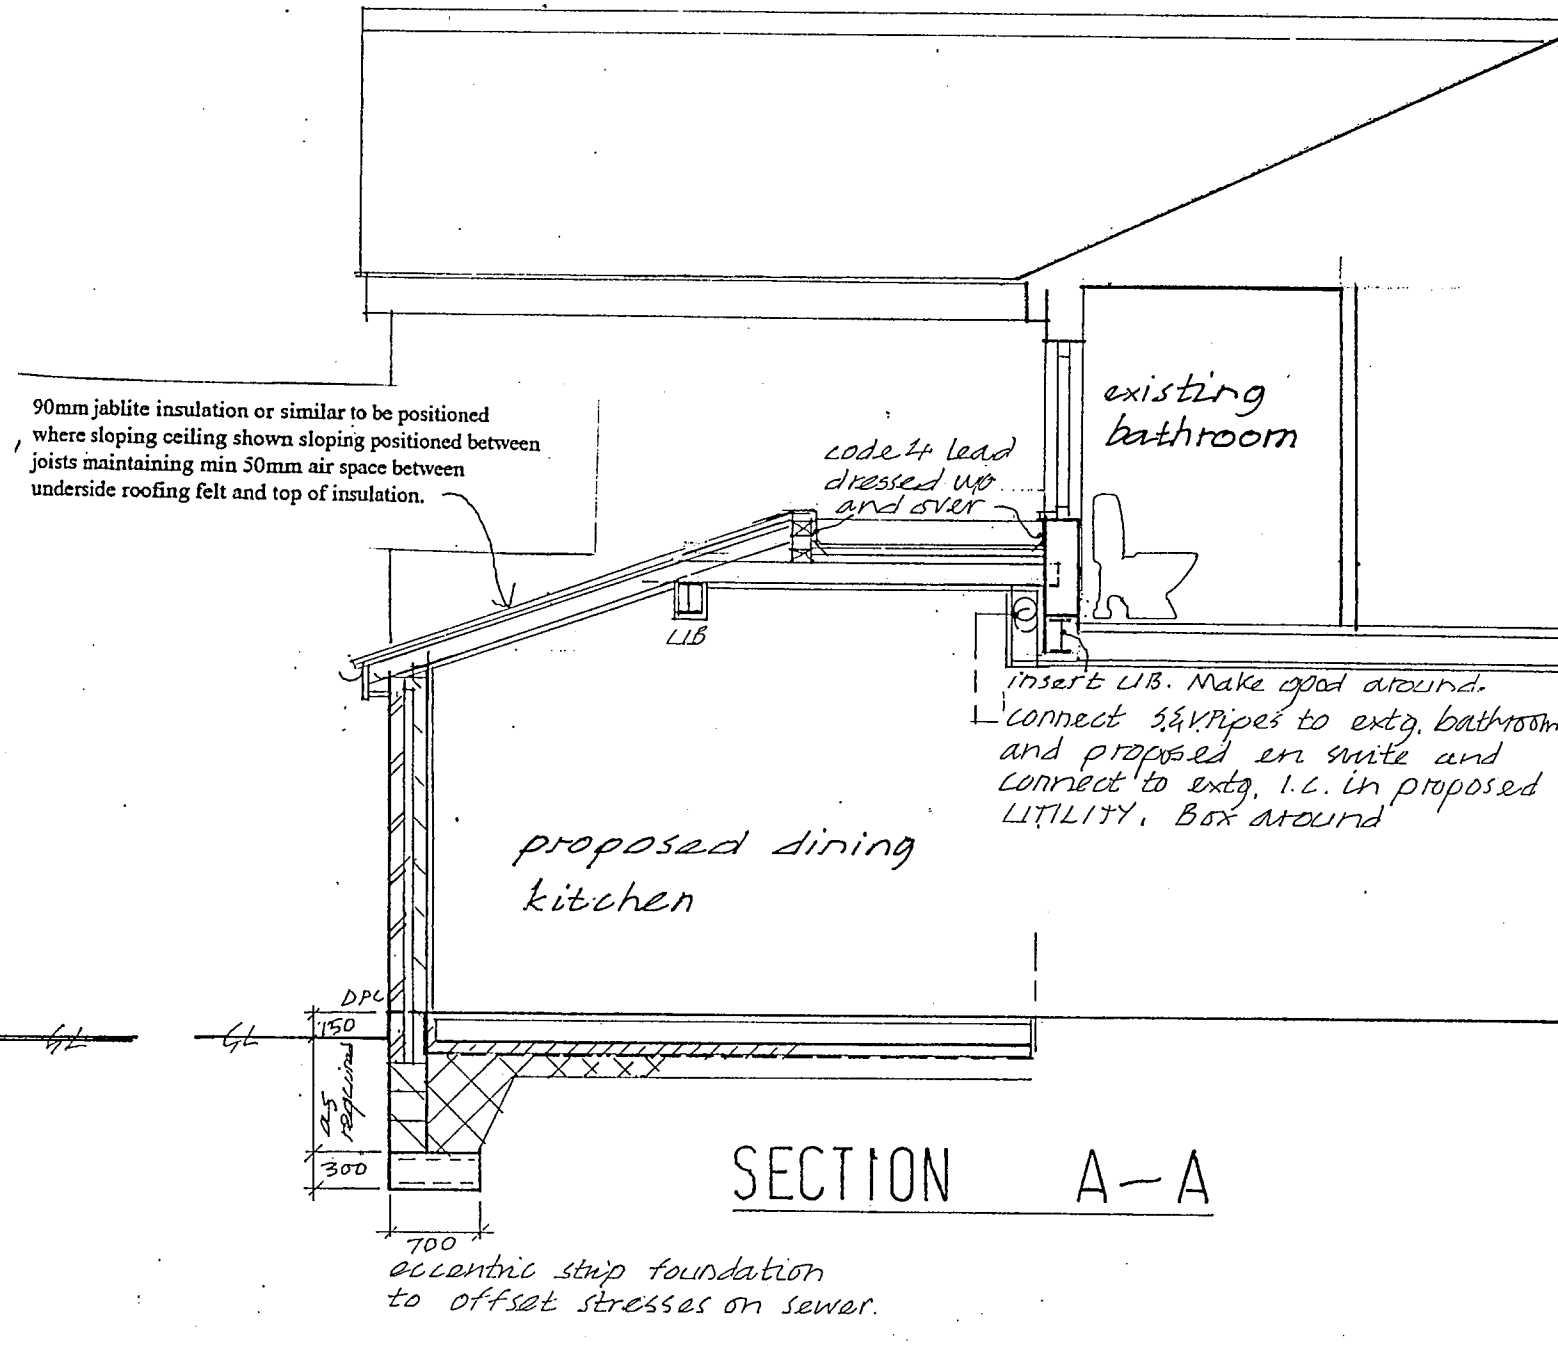 90mm jablite insulation or similar to be positioned
where sloping ceiling shown sloping positioned between
joists maintaining min 50mm air space between
underside roofing felt and top of insulation.
existing
bathroom
code 4 lead
dressed up
and over
UB
insert UB. Make good around.
connect S&VPipes to extg. bathroom
and proposed en suite and
connect to extg. I.C. in proposed
UTILITY. Box around
proposed dining
kitchen
DPC
150
GL
GL
as
required
300
SECTION A-A
700
eccentric strip foundation
to offset stresses on sewer.